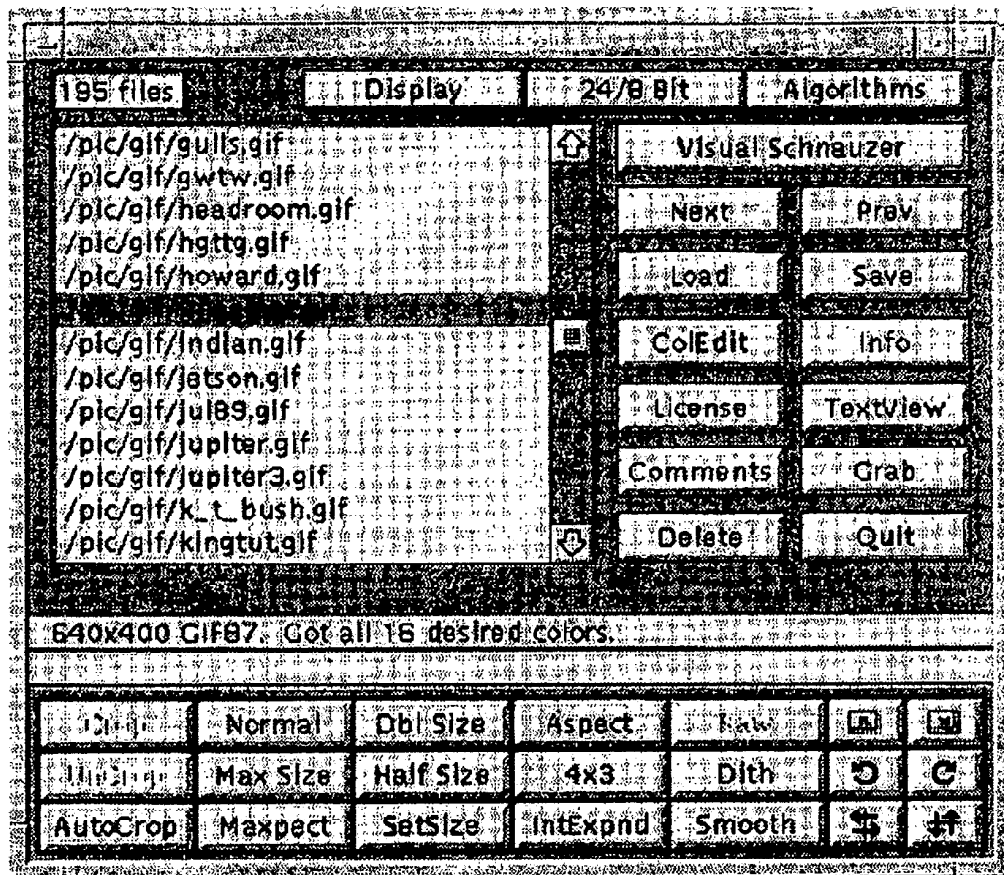 195 files Display 24/8 Bit Algorithms
/pic/gif/gulls.gif Visual Schnauzer
/pic/gif/gwtw.gif
/pic/gif/headroom.gif Next Prev
/pic/gif/hgttg.gif
/pic/gif/howard.gif Load Save
/pic/gif/indian.gif ColEdit Info
/pic/gif/jetson.gif
/pic/gif/jul89.gif License TextView
/pic/gif/jupiter.gif
/pic/gif/jupiter3.gif Comments Grab
/pic/gif/k_t_bush.gif
/pic/gif/kingtut.gif Delete Quit
640x400 GIF87. Got all 16 desired colors.
Crop Normal Dbl Size Aspect Raw
UnCrop Max Size Half Size 4x3 Dith
AutoCrop Maxpect SetSize IntExpnd Smooth